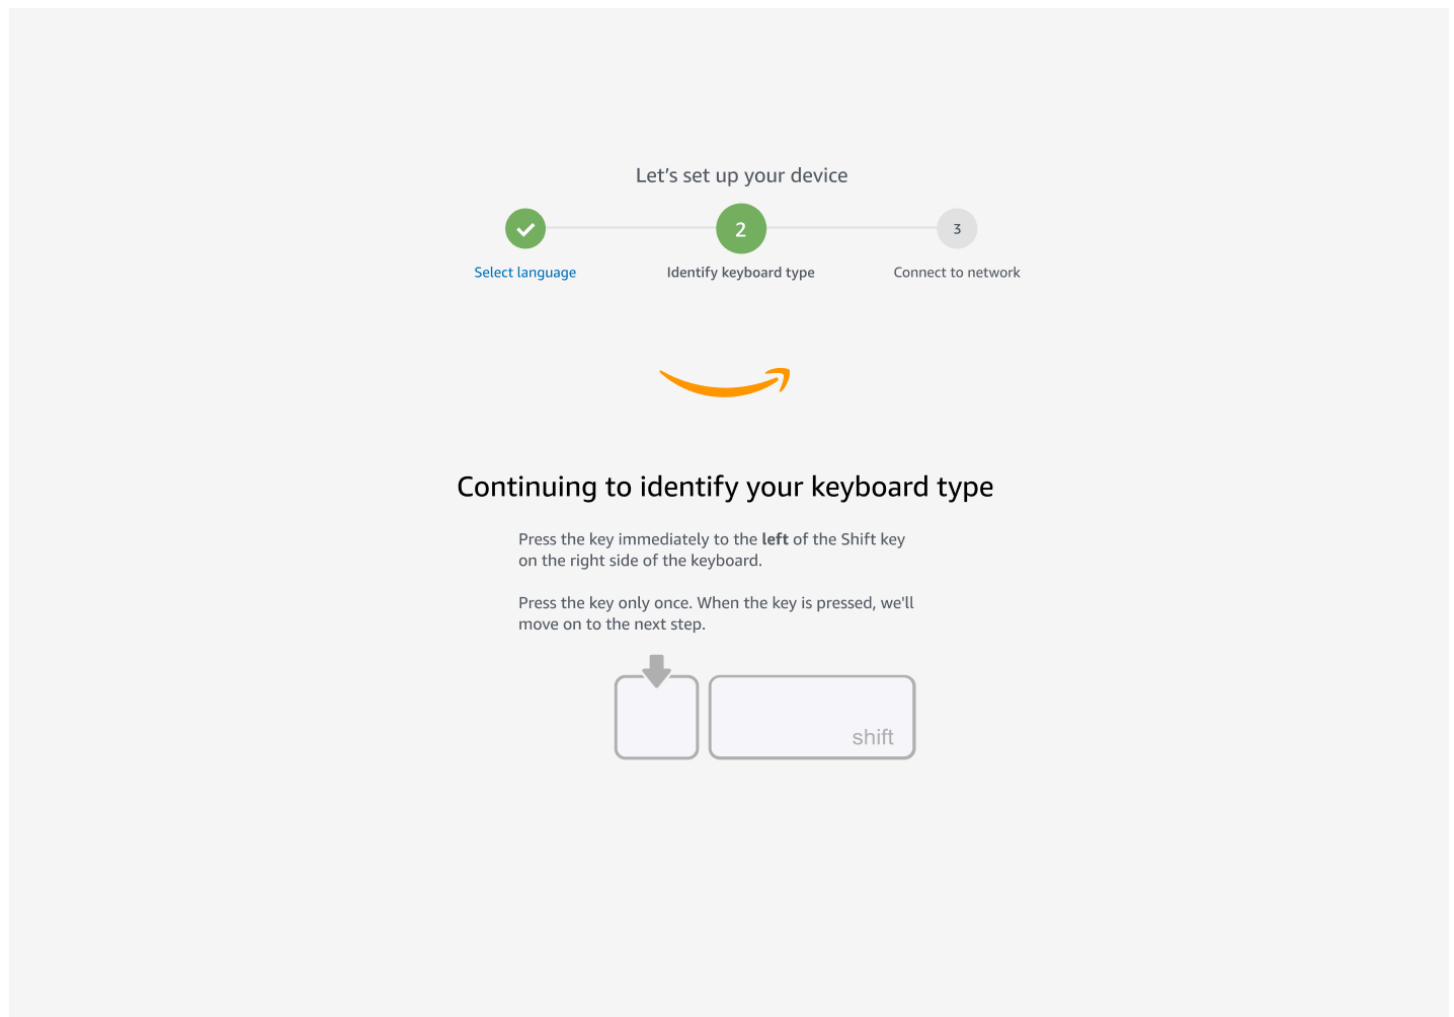 Let's set up your device
2
3
Select language
Identify keyboard type
Connect to network
Continuing to identify your keyboard type
Press the key immediately to the left of the Shift key
on the right side of the keyboard.
Press the key only once. When the key is pressed, we'll
move on to the next step.
shift